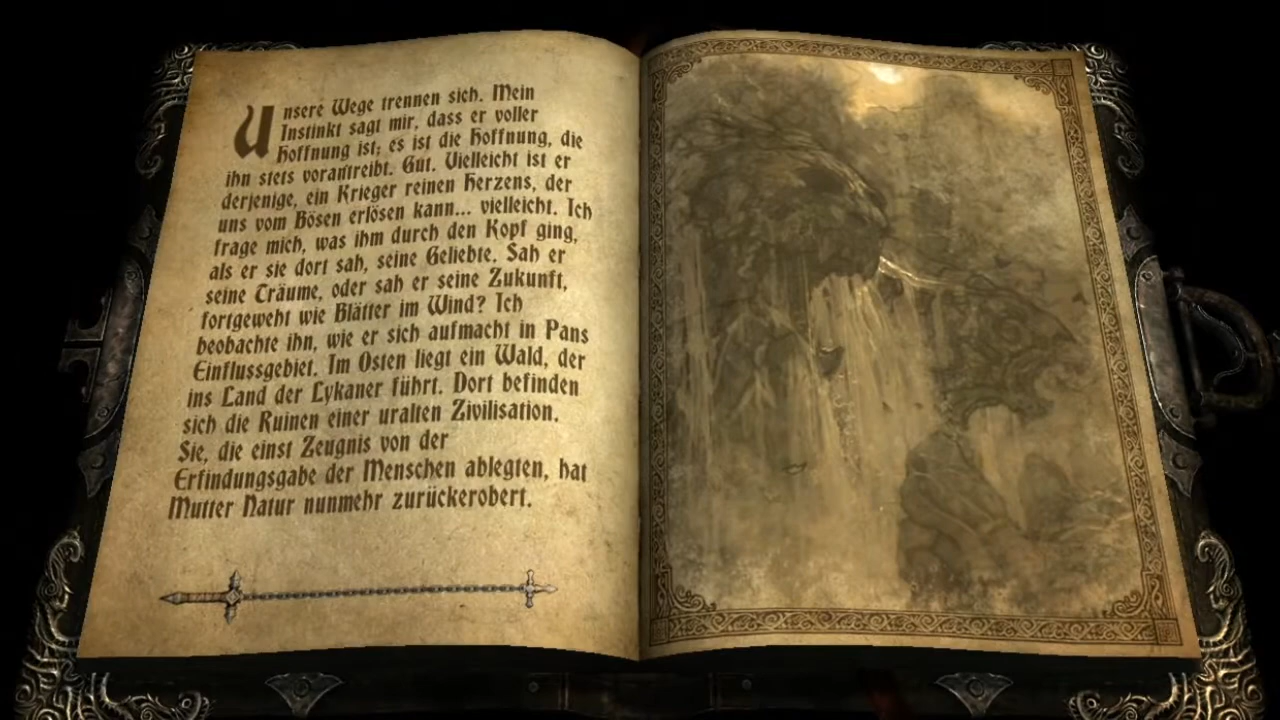 Unsere Wege trennen sich. Mein
Instinkt sagt mir, dass er voller
Hoffnung ist; es ist die Hoffnung, die
ihn stets vorantreibt. Gut. Vielleicht ist er
derjenige, ein Krieger reinen Herzens, der
uns vom Bösen erlösen kann... vielleicht. Ich
frage mich, was ihm durch den Kopf ging,
als er sie dort sah, seine Geliebte. Sah er
seine Träume, oder sah er seine Zukunft,
fortgeweht wie Blätter im Wind? Ich
beobachte ihn, wie er sich aufmacht in Pans
Einflussgebiet. Im Osten liegt ein Wald, der
ins Land der Lykaner führt. Dort befinden
sich die Ruinen einer uralten Zivilisation.
Sie, die einst Zeugnis von der
Erfindungsgabe der Menschen ablegten, hat
Mutter Natur nunmehr zurückerobert.